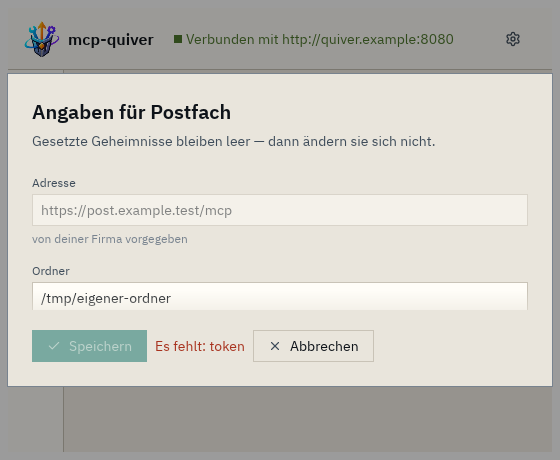 mcp-quiver
Verbunden mit http://quiver.example:8080
Angaben für Postfach
Gesetzte Geheimnisse bleiben leer — dann ändern sie sich nicht.
Adresse
https://post.example.test/mcp
von deiner Firma vorgegeben
Ordner
/tmp/eigener-ordner
Speichern
Es fehlt: token
Abbrechen